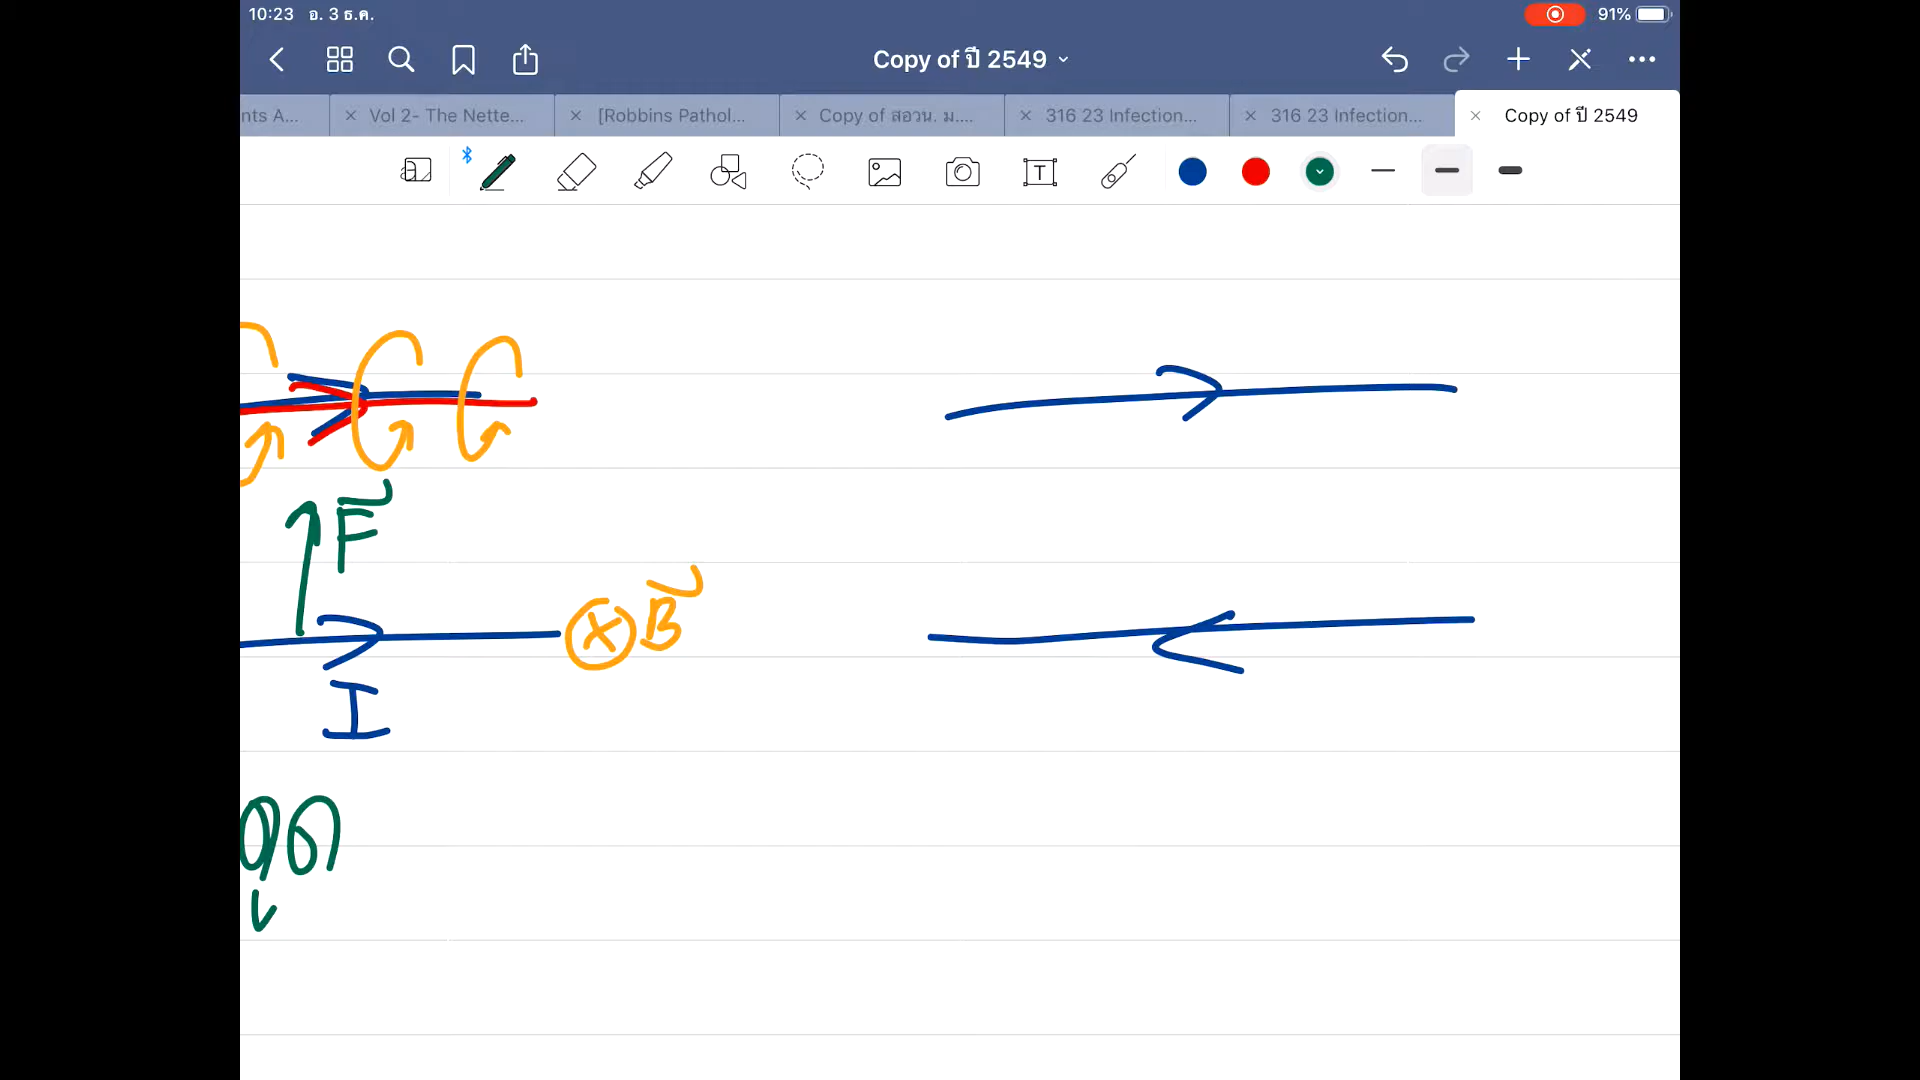 10:23 อ. 3 ธ.ค. 91%
Copy of ปี 2549
nts A... Vol 2- The Nette... [Robbins Pathol... Copy of สอวน. ม.... 316 23 Infection... 316 23 Infection... Copy of ปี 2549
T
F
B
I